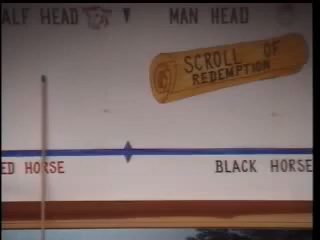 ALF HEAD MAN HEAD
SCROLL OF
REDEMPTION
ED HORSE BLACK HORSE